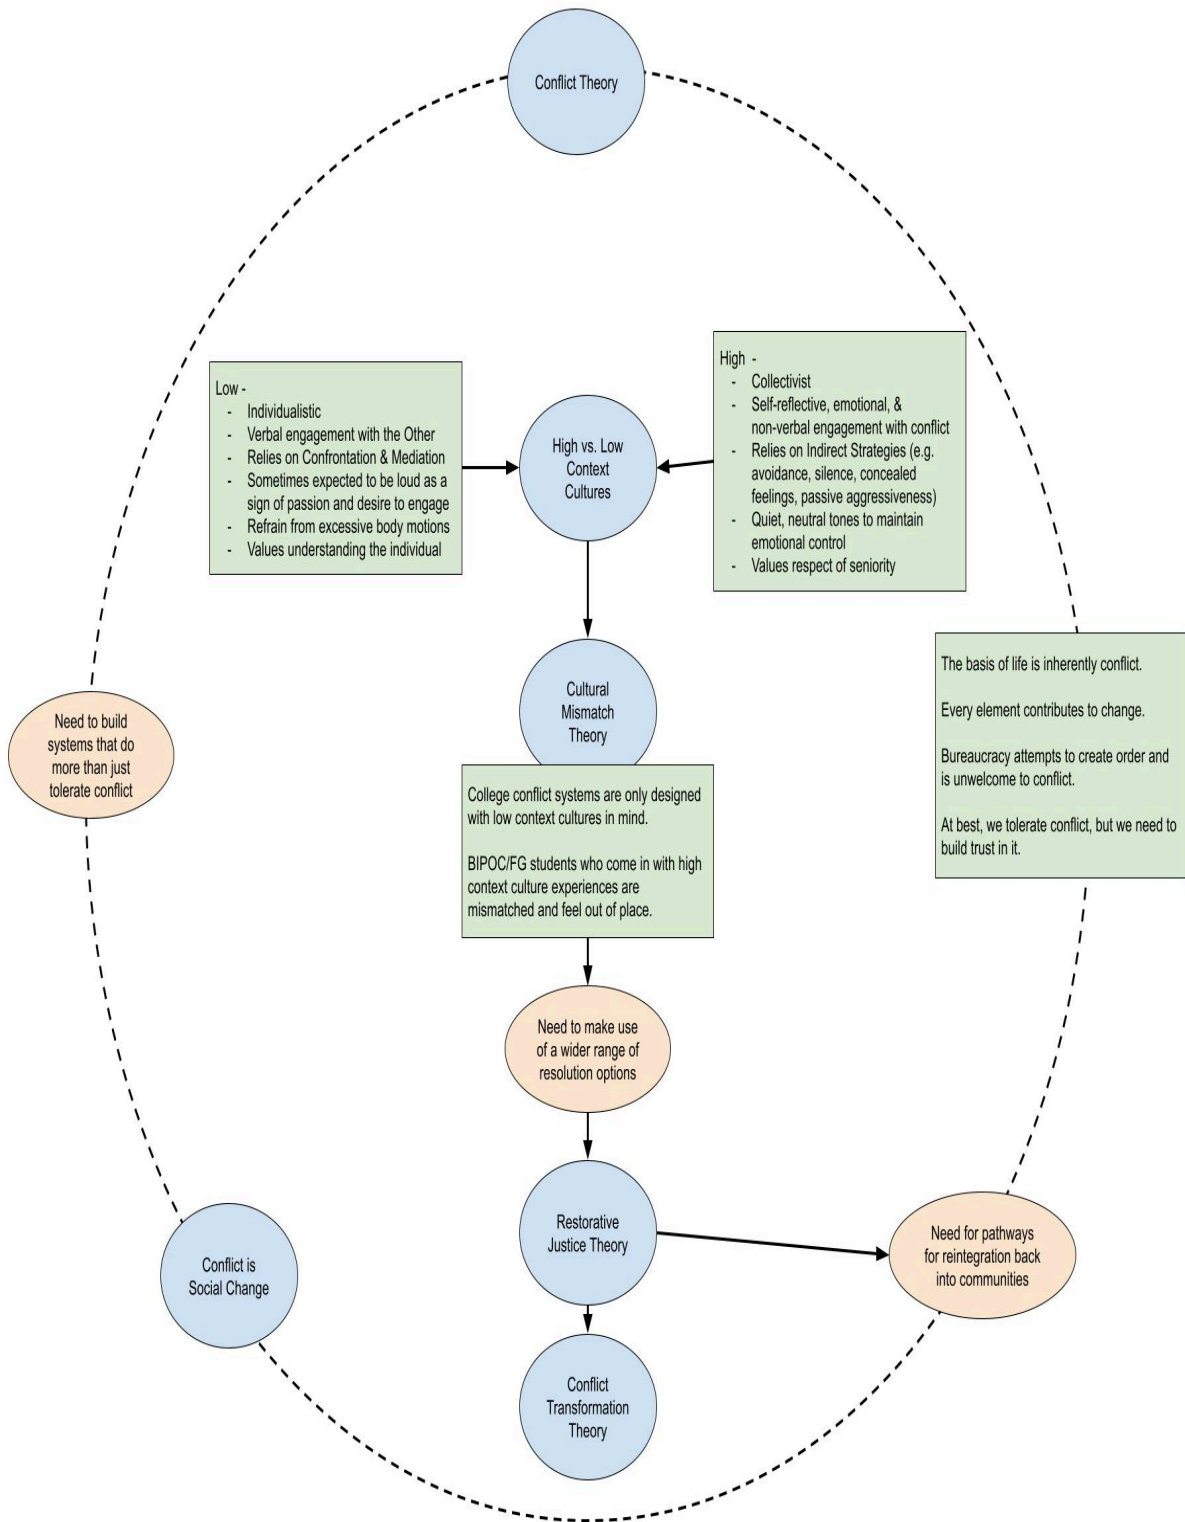 Conflict Theory
Low -
- Individualistic
- Verbal engagement with the Other
- Relies on Confrontation & Mediation
- Sometimes expected to be loud as a
sign of passion and desire to engage
- Refrain from excessive body motions
- Values understanding the individual
High vs. Low
Context
Cultures
High -
- Collectivist
- Self-reflective, emotional, &
non-verbal engagement with conflict
- Relies on Indirect Strategies (e.g.
avoidance, silence, concealed
feelings, passive aggressiveness)
- Quiet, neutral tones to maintain
emotional control
- Values respect of seniority
Cultural
Mismatch
Theory
The basis of life is inherently conflict.
Every element contributes to change.
Bureaucracy attempts to create order and
is unwelcome to conflict.
At best, we tolerate conflict, but we need to
build trust in it.
Need to build
systems that do
more than just
tolerate conflict
College conflict systems are only designed
with low context cultures in mind.
BIPOC/FG students who come in with high
context culture experiences are
mismatched and feel out of place.
Need to make use
of a wider range of
resolution options
Restorative
Justice Theory
Need for pathways
for reintegration back
into communities
Conflict is
Social Change
Conflict
Transformation
Theory